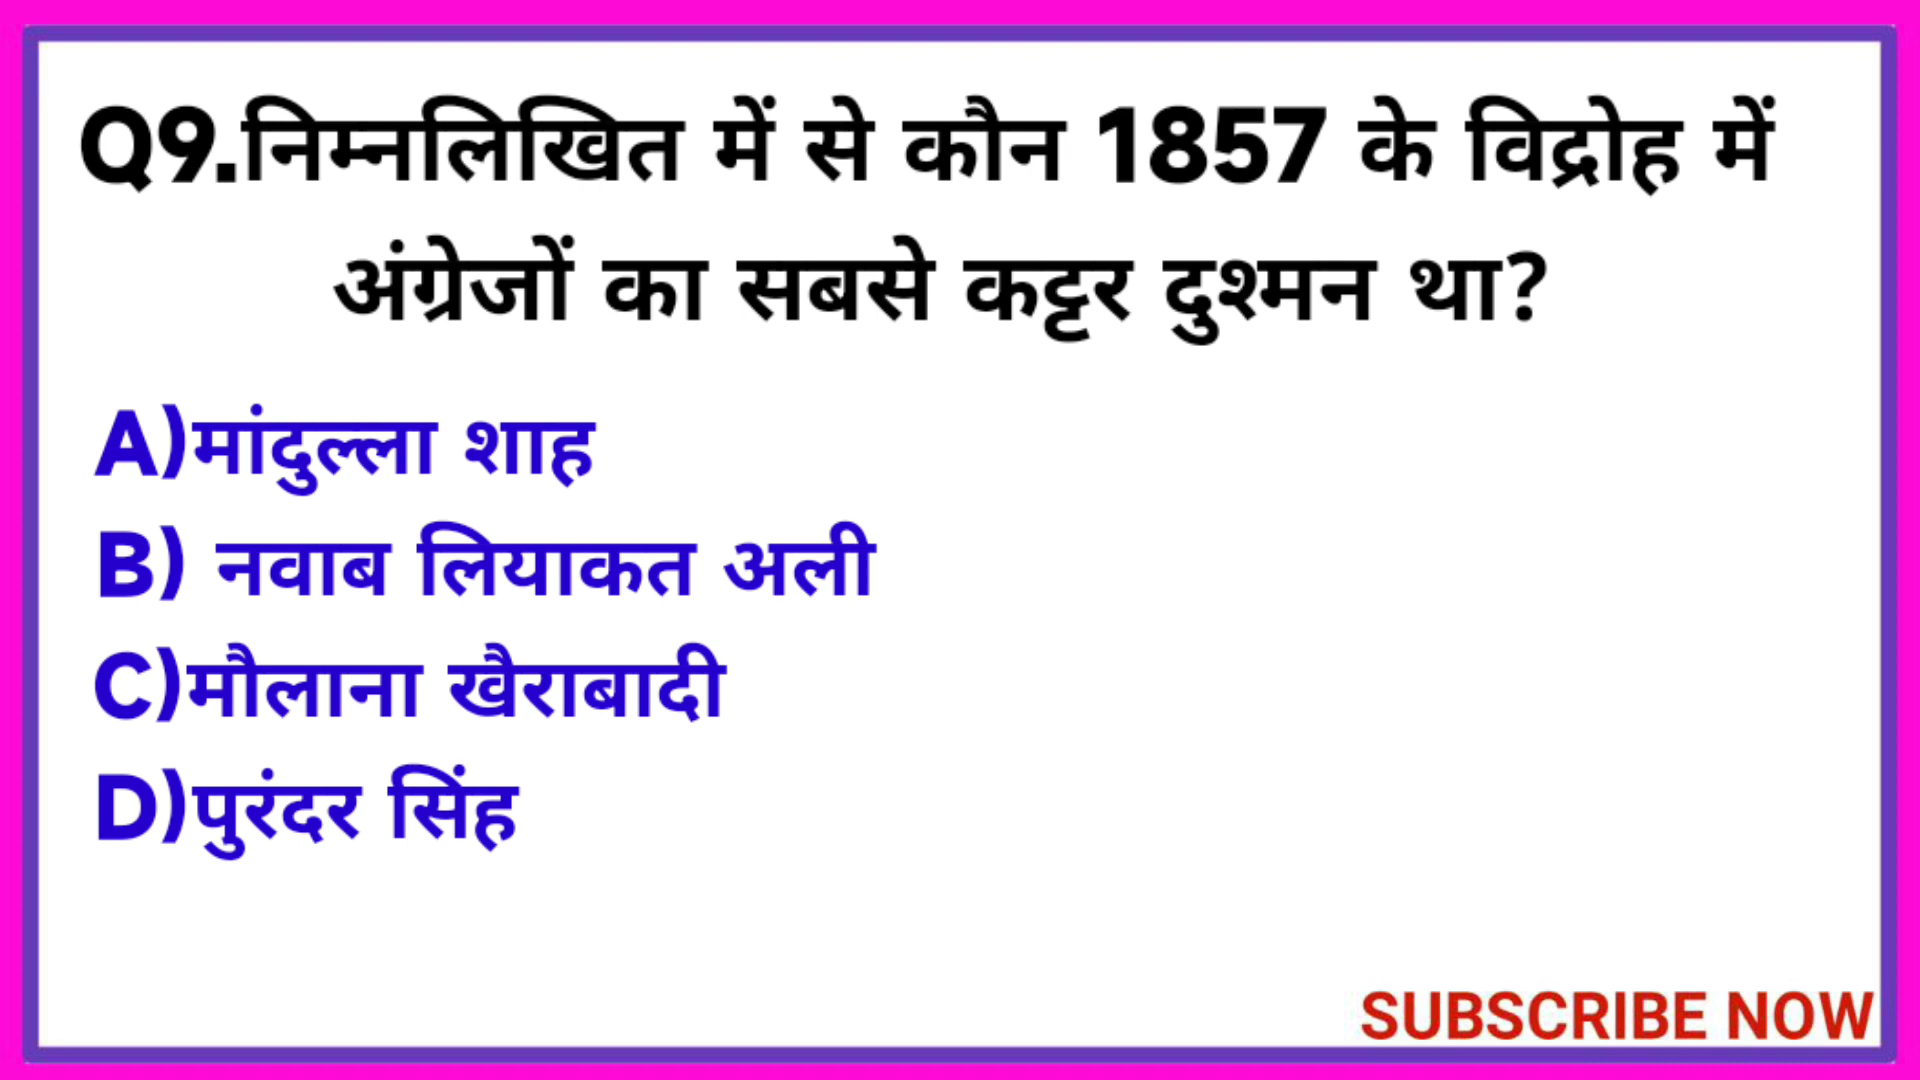 Q9.निम्नलिखित में से कौन 1857 के विद्रोह में
अंग्रेजों का सबसे कट्टर दुश्मन था?
A)मांदुल्ला शाह
B) नवाब लियाकत अली
C)मौलाना खैराबादी
D)पुरंदर सिंह
SUBSCRIBE NOW